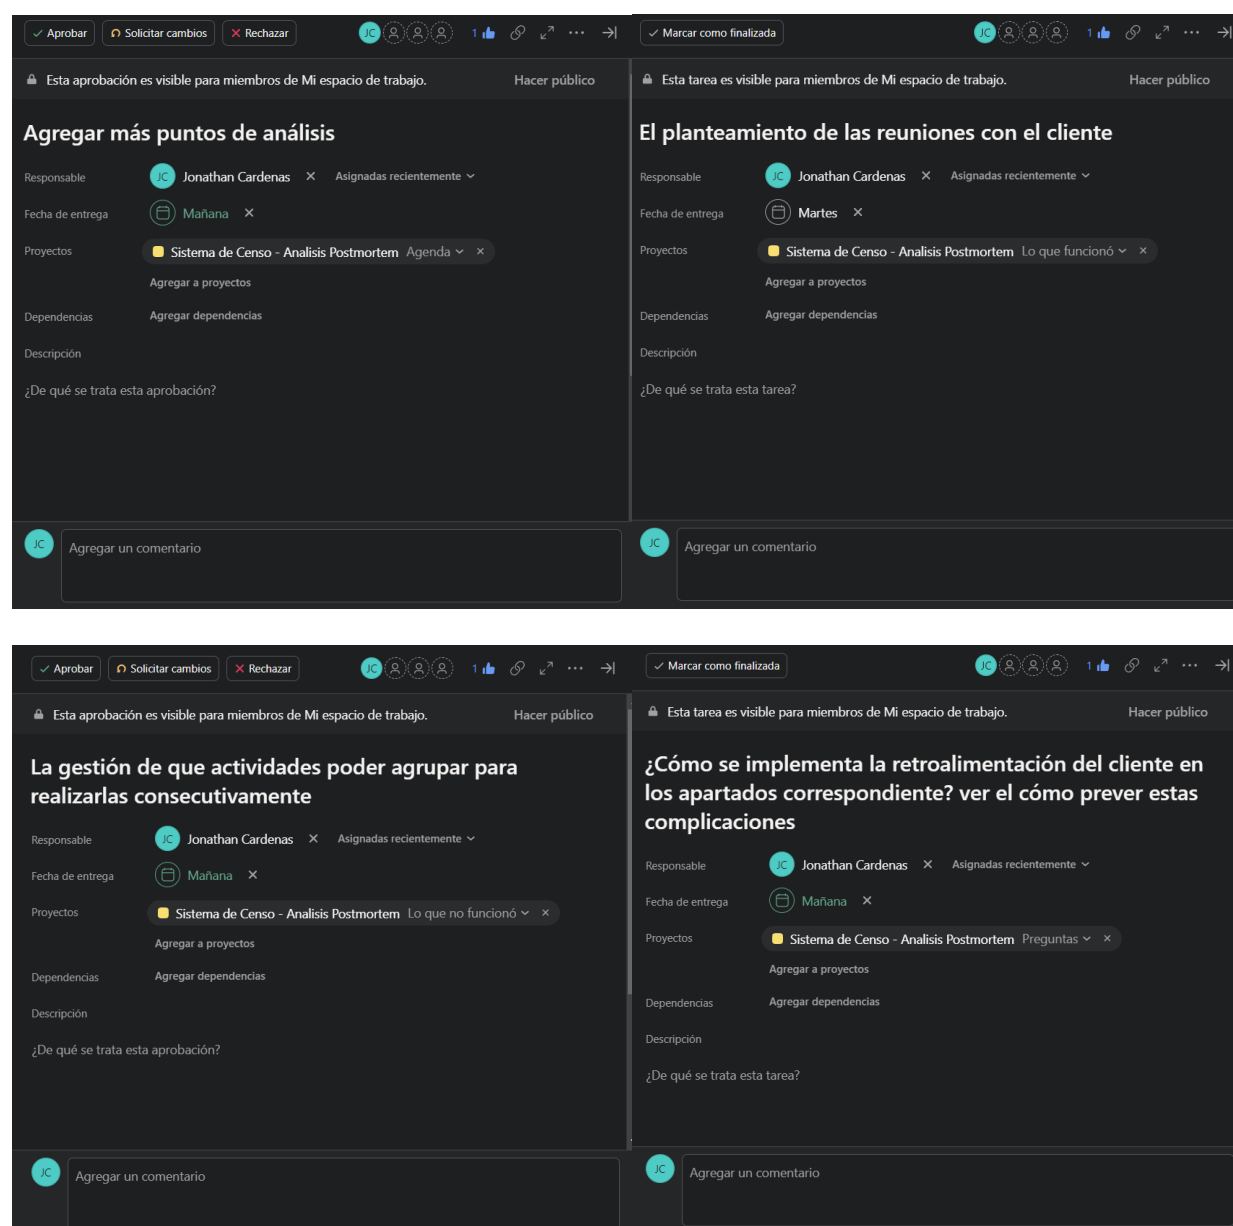 Aprobar Solicitar cambios Rechazar JC 1
Esta aprobación es visible para miembros de Mi espacio de trabajo. Hacer público
Agregar más puntos de análisis
Responsable JC Jonathan Cardenas Asignadas recientemente
Fecha de entrega Mañana
Proyectos Sistema de Censo - Analisis Postmortem Agenda
Agregar a proyectos
Dependencias Agregar dependencias
Descripción
¿De qué se trata esta aprobación?
JC Agregar un comentario
Marcar como finalizada JC 1
Esta tarea es visible para miembros de Mi espacio de trabajo. Hacer público
El planteamiento de las reuniones con el cliente
Responsable JC Jonathan Cardenas Asignadas recientemente
Fecha de entrega Martes
Proyectos Sistema de Censo - Analisis Postmortem Lo que funcionó
Agregar a proyectos
Dependencias Agregar dependencias
Descripción
¿De qué se trata esta tarea?
JC Agregar un comentario
Aprobar Solicitar cambios Rechazar JC 1
Esta aprobación es visible para miembros de Mi espacio de trabajo. Hacer público
La gestión de que actividades poder agrupar para
realizarlas consecutivamente
Responsable JC Jonathan Cardenas Asignadas recientemente
Fecha de entrega Mañana
Proyectos Sistema de Censo - Analisis Postmortem Lo que no funcionó
Agregar a proyectos
Dependencias Agregar dependencias
Descripción
¿De qué se trata esta aprobación?
JC Agregar un comentario
Marcar como finalizada JC 1
Esta tarea es visible para miembros de Mi espacio de trabajo. Hacer público
¿Cómo se implementa la retroalimentación del cliente en
los apartados correspondiente? ver el cómo prever estas
complicaciones
Responsable JC Jonathan Cardenas Asignadas recientemente
Fecha de entrega Mañana
Proyectos Sistema de Censo - Analisis Postmortem Preguntas
Agregar a proyectos
Dependencias Agregar dependencias
Descripción
¿De qué se trata esta tarea?
JC Agregar un comentario